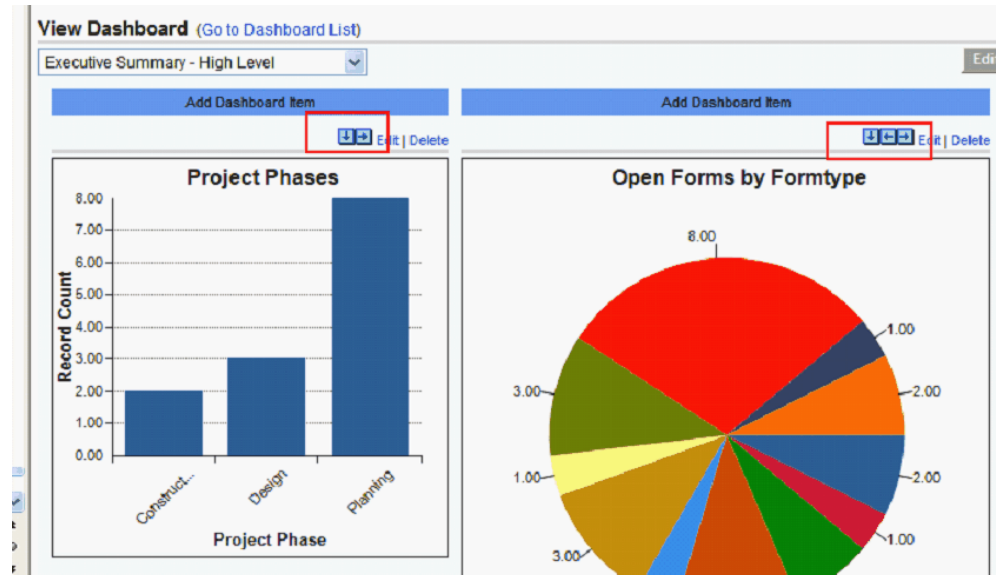 View Dashboard (Go to Dashboard List)
Executive Summary - High Level
Add Dashboard Item
Add Dashboard Item
Edit | Delete
Edit | Delete
Project Phases
8.00
7.00
6.00
5.00
4.00
3.00
2.00
1.00
0.00
Record Count
Construct...
Design
Planning
Project Phase
Open Forms by Formtype
8.00
1.00
2.00
3.00
1.00
2.00
3.00
1.00